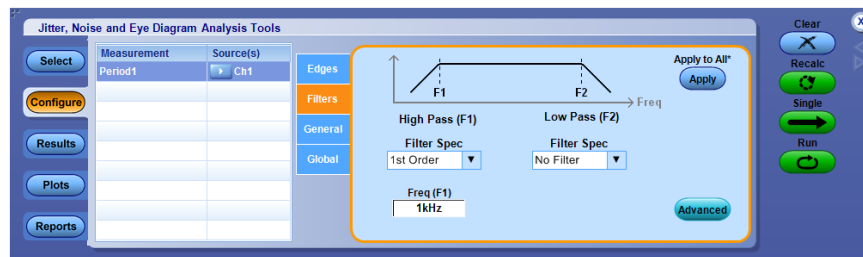 Jitter, Noise and Eye Diagram Analysis Tools
Clear
Select
Measurement Source(s)
Period1 Ch1
Edges
Apply to All*
Apply
Recalc
Configure
Filters
F1 F2
Freq
Single
High Pass (F1) Low Pass (F2)
General
Results
Filter Spec Filter Spec
Run
Global
1st Order No Filter
Plots
Freq (F1)
1kHz
Advanced
Reports
X